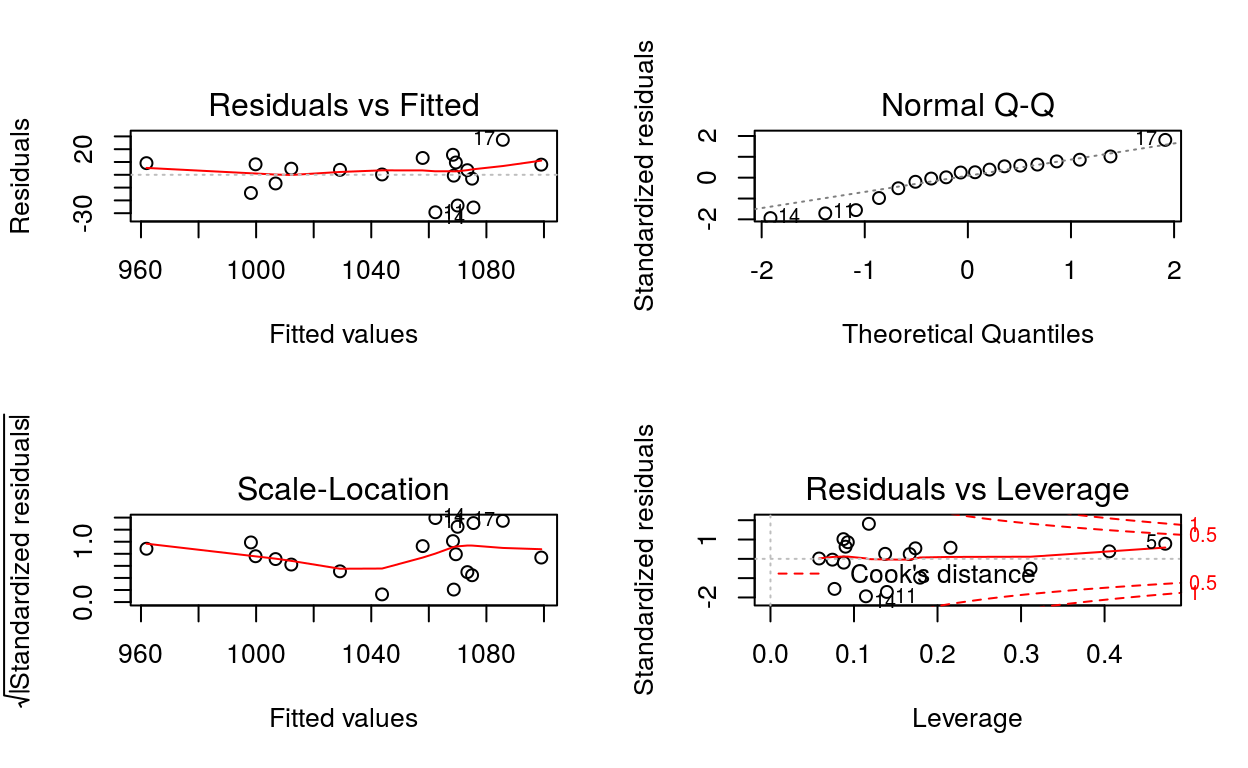 Residuals vs Fitted
Residuals
20
-30
17
14
960 1000 1040 1080
Fitted values
Normal Q-Q
Standardized residuals
2
0
-2
17
14
11
-2 -1 0 1 2
Theoretical Quantiles
Scale-Location
√|Standardized residuals|
1.0
0.0
14
17
960 1000 1040 1080
Fitted values
Residuals vs Leverage
Standardized residuals
1
-2
1
0.5
0.5
1
5
Cook's distance
14
11
0.0 0.1 0.2 0.3 0.4
Leverage